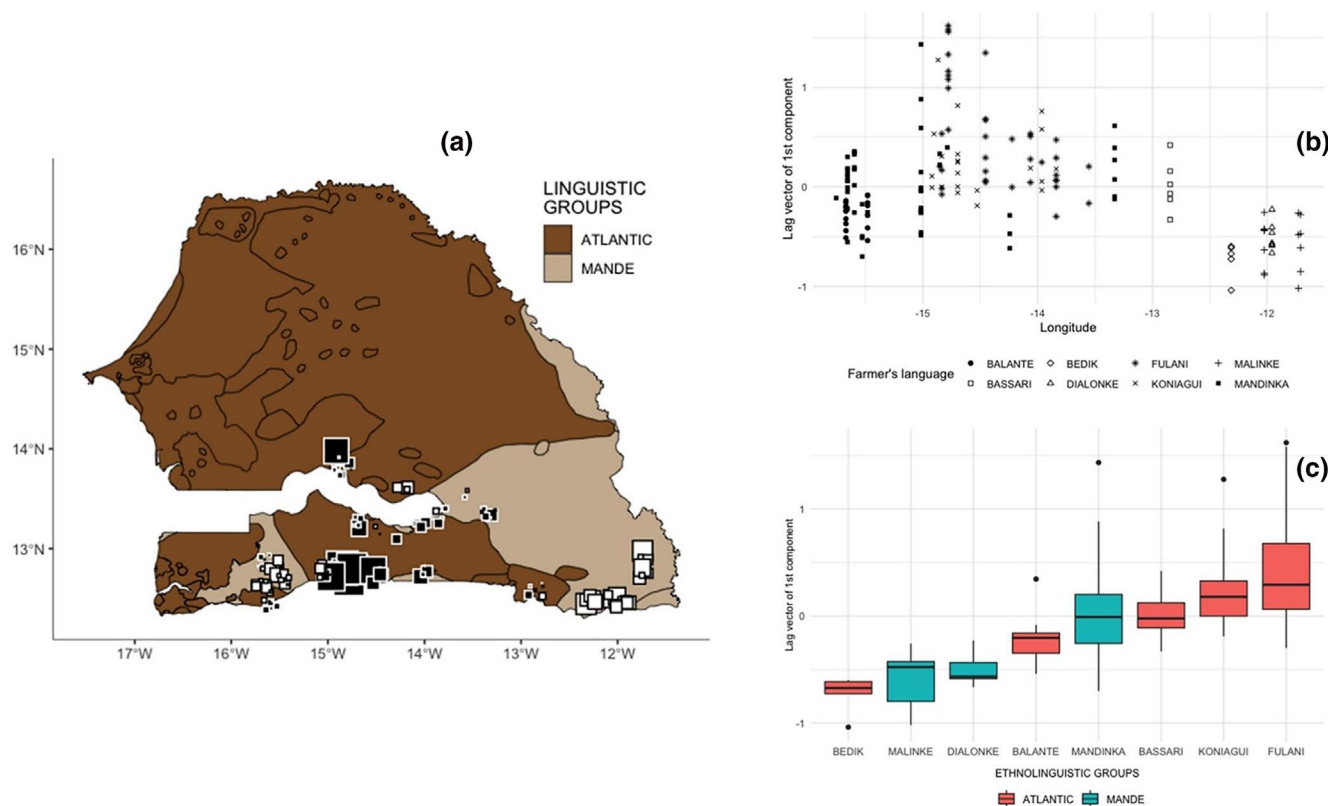 (a)
LINGUISTIC
GROUPS
ATLANTIC
MANDE
16°N
15°N
14°N
13°N
17°W 16°W 15°W 14°W 13°W 12°W
(b)
Lag vector of 1st component
1
0
-1
-15 -14 -13 -12
Longitude
Farmer's language
BALANTE BEDIK FULANI MALINKE
BASSARI DIALONKE KONIAGUI MANDINKA
(c)
Lag vector of 1st component
1
0
-1
BEDIK MALINKE DIALONKE BALANTE MANDINKA BASSARI KONIAGUI FULANI
ETHNOLINGUISTIC GROUPS
ATLANTIC MANDE